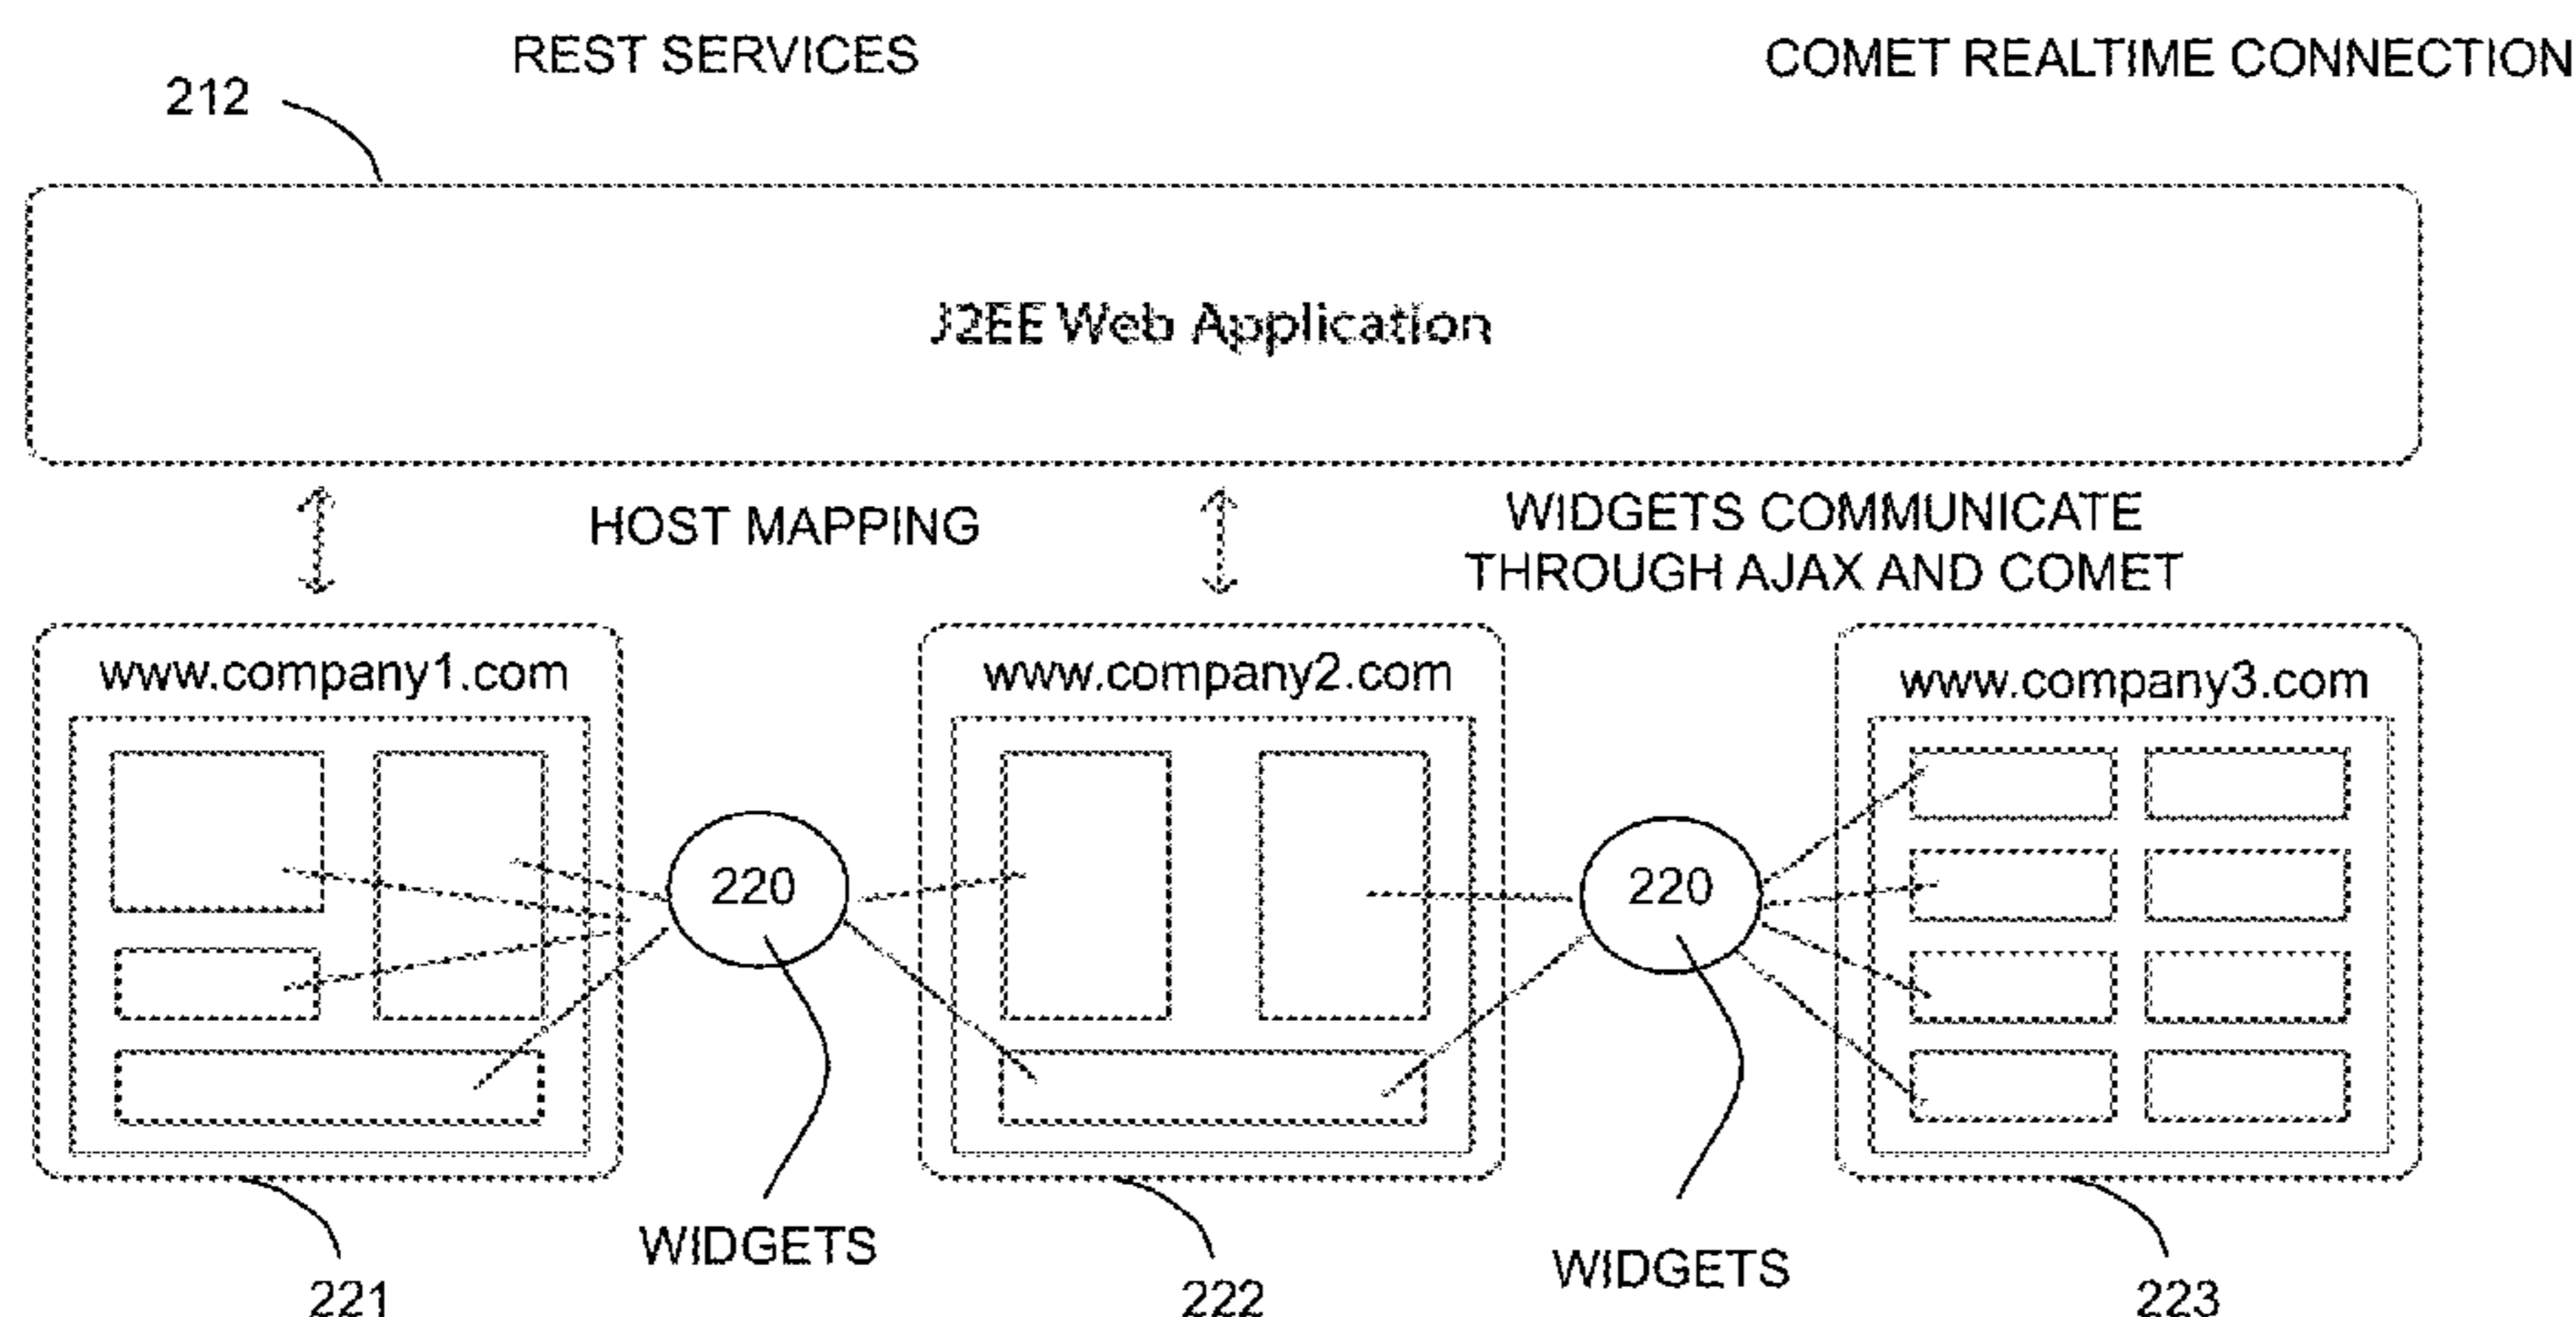 REST SERVICES
COMET REALTIME CONNECTION
212
J2EE Web Application
HOST MAPPING
WIDGETS COMMUNICATE
THROUGH AJAX AND COMET
www.company1.com
www.company2.com
www.company3.com
220
220
WIDGETS
WIDGETS
221
222
223